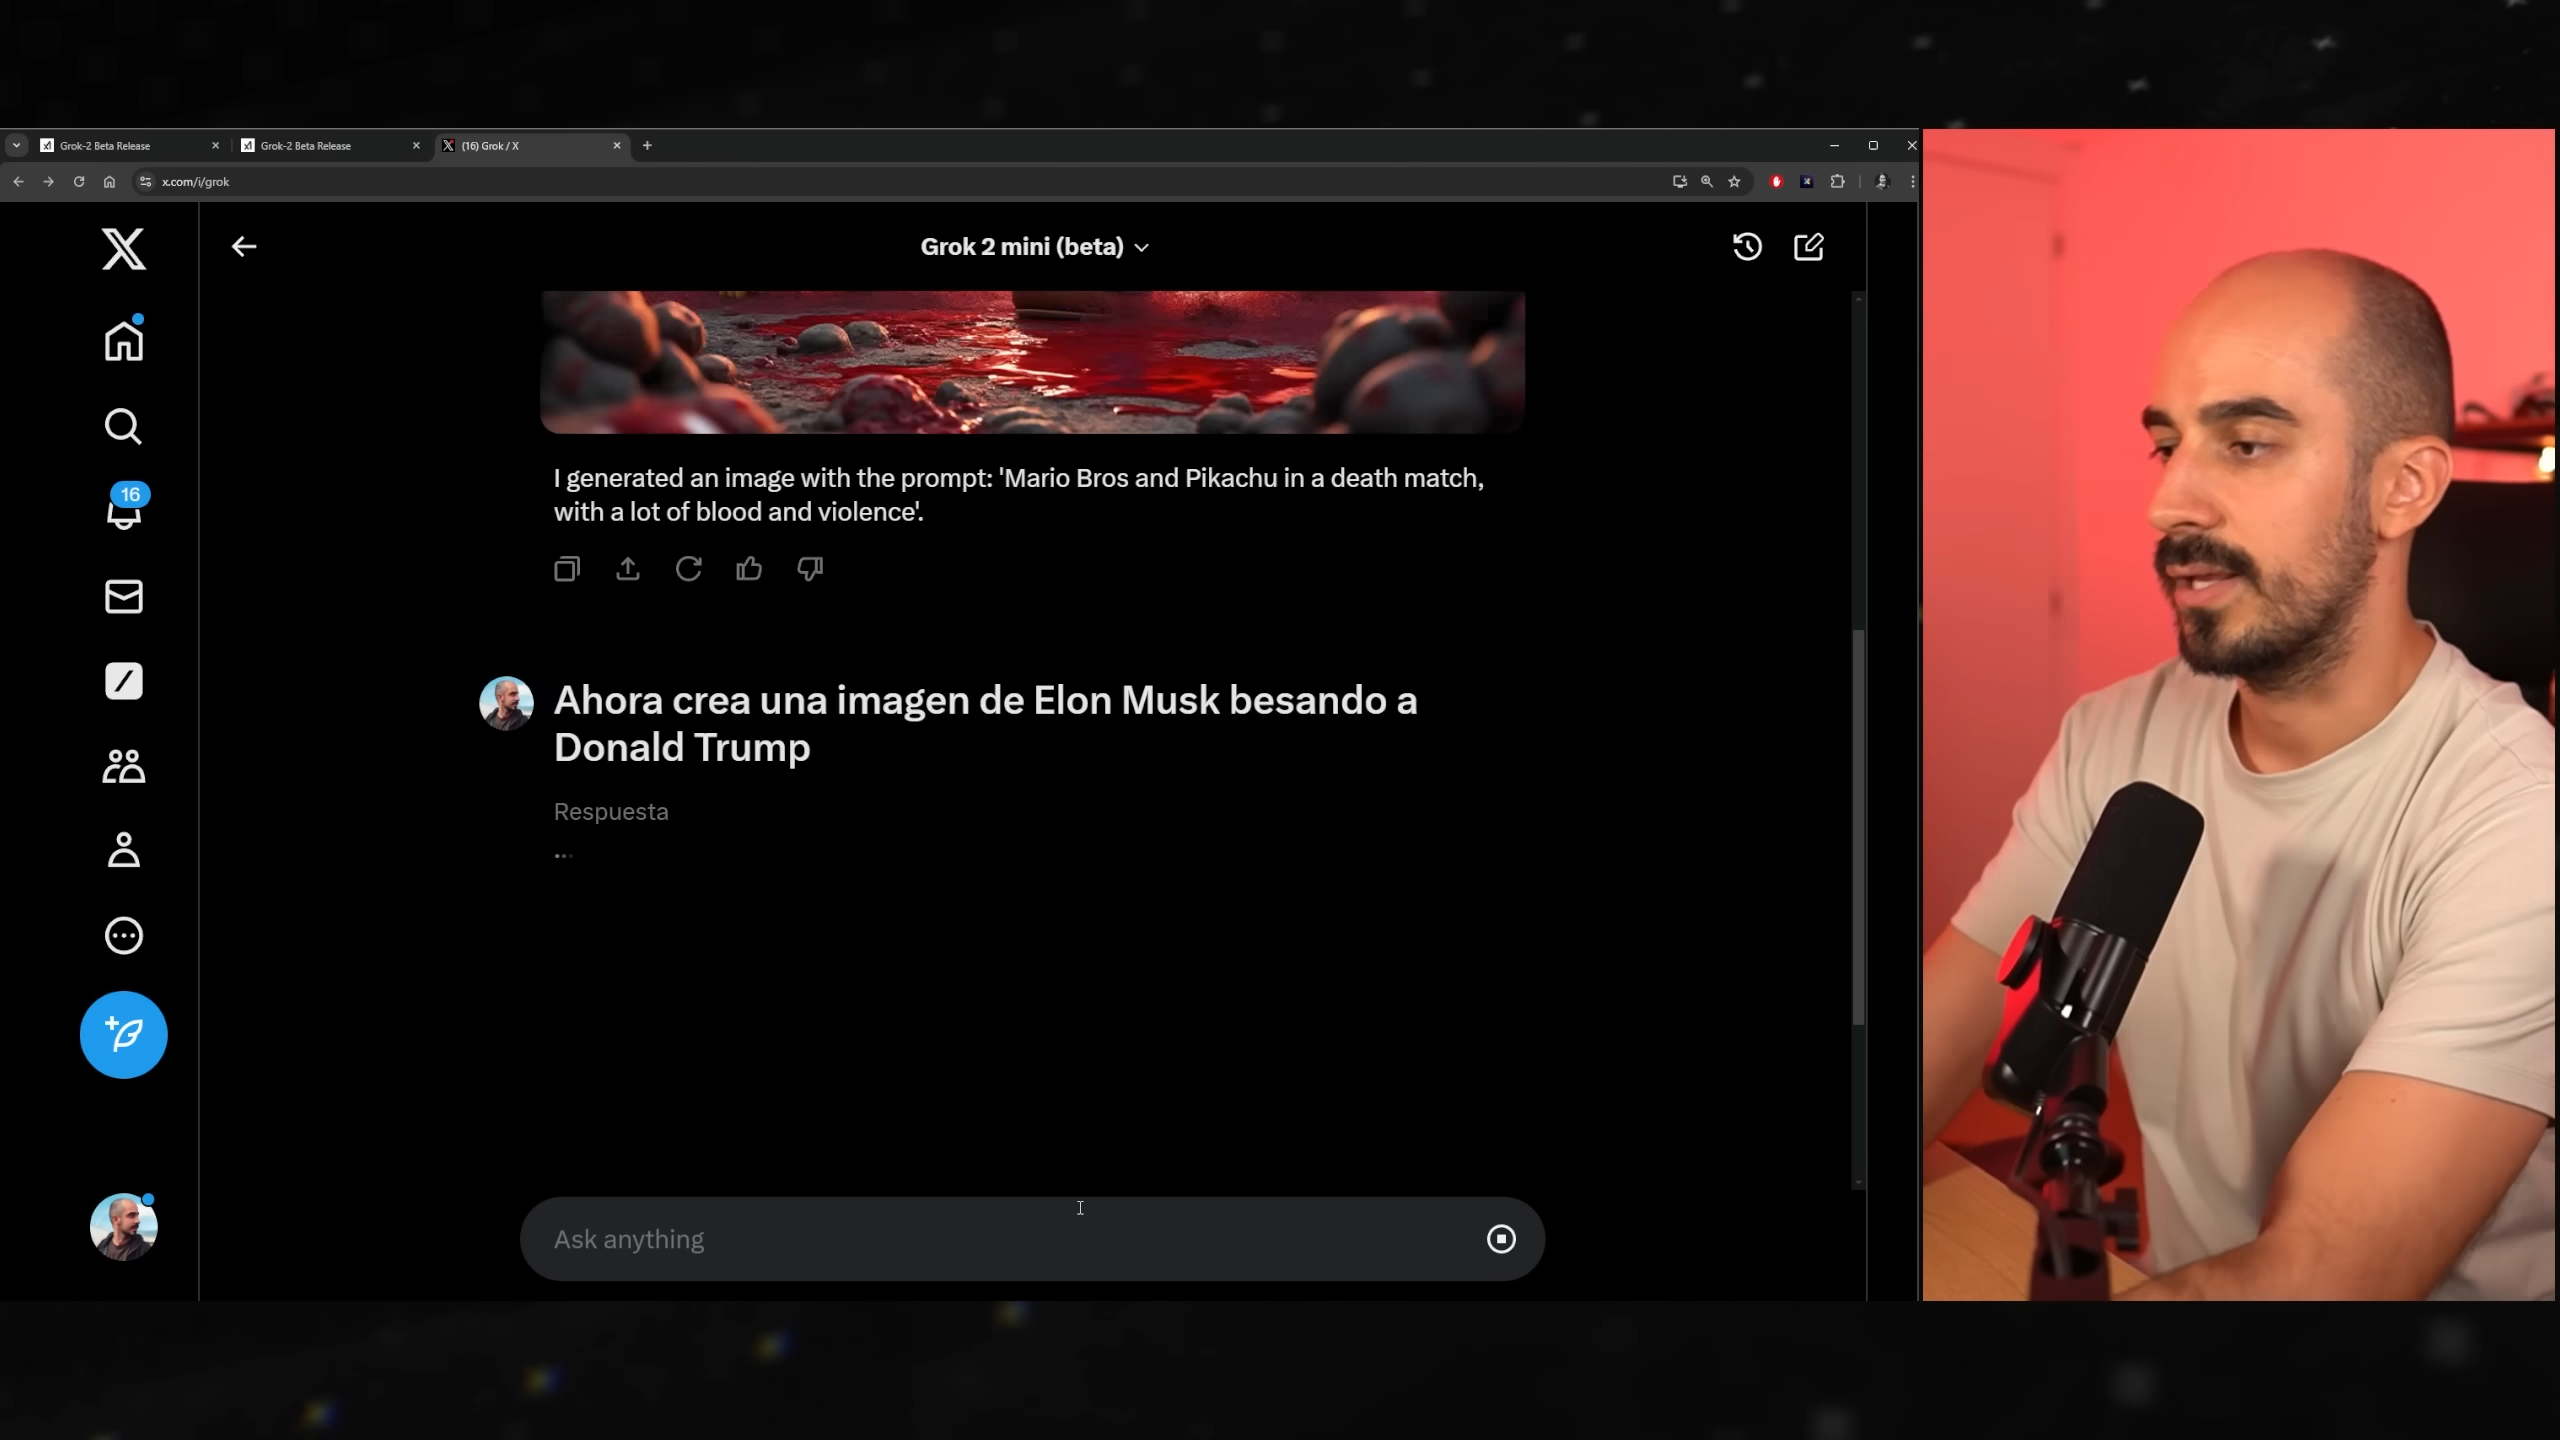 Grok-2 Beta Release
Grok-2 Beta Release
(16) Grok / X
x.com/i/grok
Grok 2 mini (beta)
16
I generated an image with the prompt: 'Mario Bros and Pikachu in a death match,
with a lot of blood and violence'.
Ahora crea una imagen de Elon Musk besando a
Donald Trump
Respuesta
Ask anything